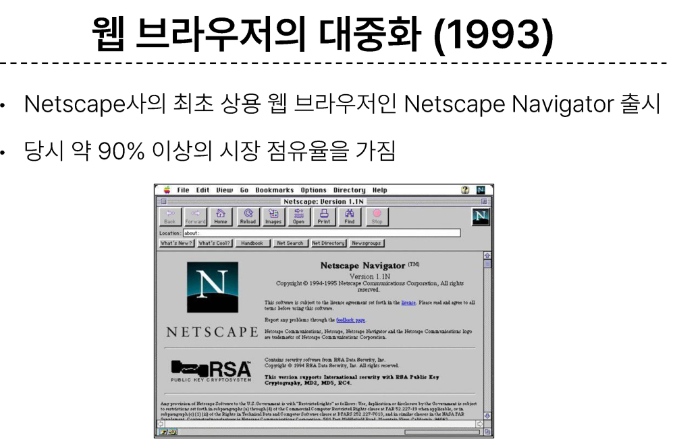 웹 브라우저의 대중화 (1993)
• Netscape사의 최초 상용 웹 브라우저인 Netscape Navigator 출시
• 당시 약 90% 이상의 시장 점유율을 가짐
File Edit View Go Bookmarks Options Directory Help
Netscape: Version 1.1N
Back Forward Home Reload Images Open Print Find Stop
N
Location: about:
What's New? What's Cool? Handbook Net Search Net Directory Newsgroups
N
NETSCAPE
Netscape Navigator (TM)
Version 1.1N
Copyright © 1994-1995 Netscape Communications Corporation, All rights
reserved.
This software is subject to the license agreement set forth in the license. Please read and agree to all
terms before using this software.
Report any problems through the feedback page.
Netscape Communications, Netscape, Netscape Navigator and the Netscape Communications logo
are trademarks of Netscape Communications Corporation.
RSA
PUBLIC KEY CRYPTOSYSTEM
Contains security software from RSA Data Security, Inc.
Copyright © 1994 RSA Data Security, Inc. All rights reserved.
This version supports International security with RSA Public Key
Cryptography, MD2, MD5, RC4.
Any provision of Netscape Software to the U.S. Government is with "Restricted rights" as follows: Use, duplication or disclosure by the Government is subject
to restrictions set forth in subparagraphs (a) through (d) of the Commercial Computer Restricted Rights clause at FAR 52.227-19 when applicable, or in
subparagraph (c)(1)(ii) of the Rights in Technical Data and Computer Software clause at DFARS 252.227-7013, and in similar clauses in the NASA FAR